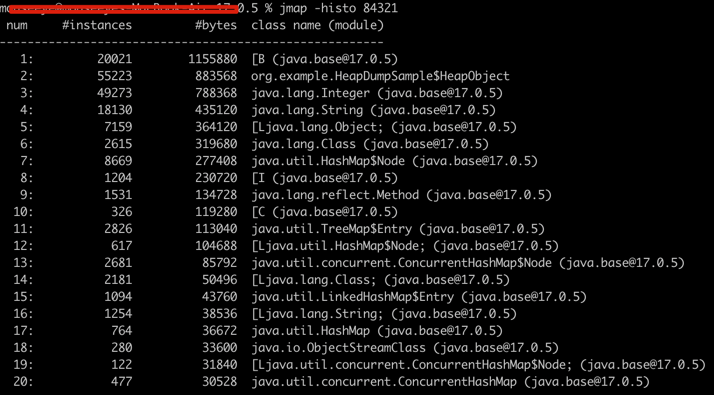 17.0.5 % jmap -histo 84321
num #instances #bytes class name (module)
-------------------------------------------------------
1: 20021 1155880 [B (java.base@17.0.5)
2: 55223 883568 org.example.HeapDumpSample$HeapObject
3: 49273 788368 java.lang.Integer (java.base@17.0.5)
4: 18130 435120 java.lang.String (java.base@17.0.5)
5: 7159 364120 [Ljava.lang.Object; (java.base@17.0.5)
6: 2615 319680 java.lang.Class (java.base@17.0.5)
7: 8669 277408 java.util.HashMap$Node (java.base@17.0.5)
8: 1204 230720 [I (java.base@17.0.5)
9: 1531 134728 java.lang.reflect.Method (java.base@17.0.5)
10: 326 119280 [C (java.base@17.0.5)
11: 2826 113040 java.util.TreeMap$Entry (java.base@17.0.5)
12: 617 104688 [Ljava.util.HashMap$Node; (java.base@17.0.5)
13: 2681 85792 java.util.concurrent.ConcurrentHashMap$Node (java.base@17.0.5)
14: 2181 50496 [Ljava.lang.Class; (java.base@17.0.5)
15: 1094 43760 java.util.LinkedHashMap$Entry (java.base@17.0.5)
16: 1254 38536 [Ljava.lang.String; (java.base@17.0.5)
17: 764 36672 java.util.HashMap (java.base@17.0.5)
18: 280 33600 java.io.ObjectStreamClass (java.base@17.0.5)
19: 122 31840 [Ljava.util.concurrent.ConcurrentHashMap$Node; (java.base@17.0.5)
20: 477 30528 java.util.concurrent.ConcurrentHashMap (java.base@17.0.5)